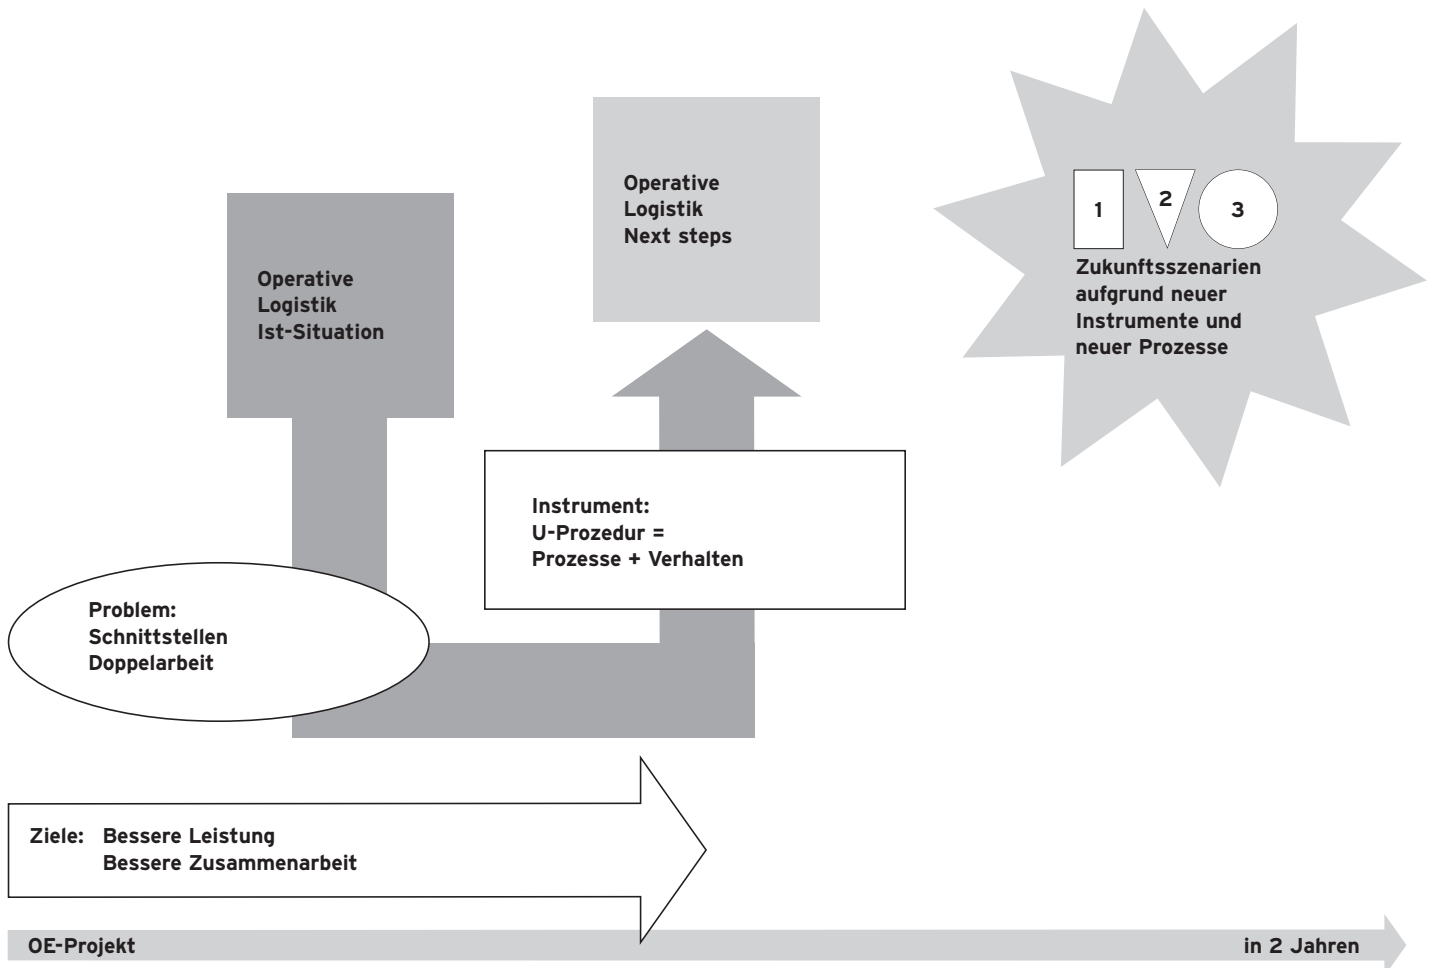 Operative
Logistik
Ist-Situation
Operative
Logistik
Next steps
1 2 3
Zukunftsszenarien
aufgrund neuer
Instrumente und
neuer Prozesse
Instrument:
U-Prozedur =
Prozesse + Verhalten
Problem:
Schnittstellen
Doppelarbeit
Ziele: Bessere Leistung
Bessere Zusammenarbeit
OE-Projekt in 2 Jahren